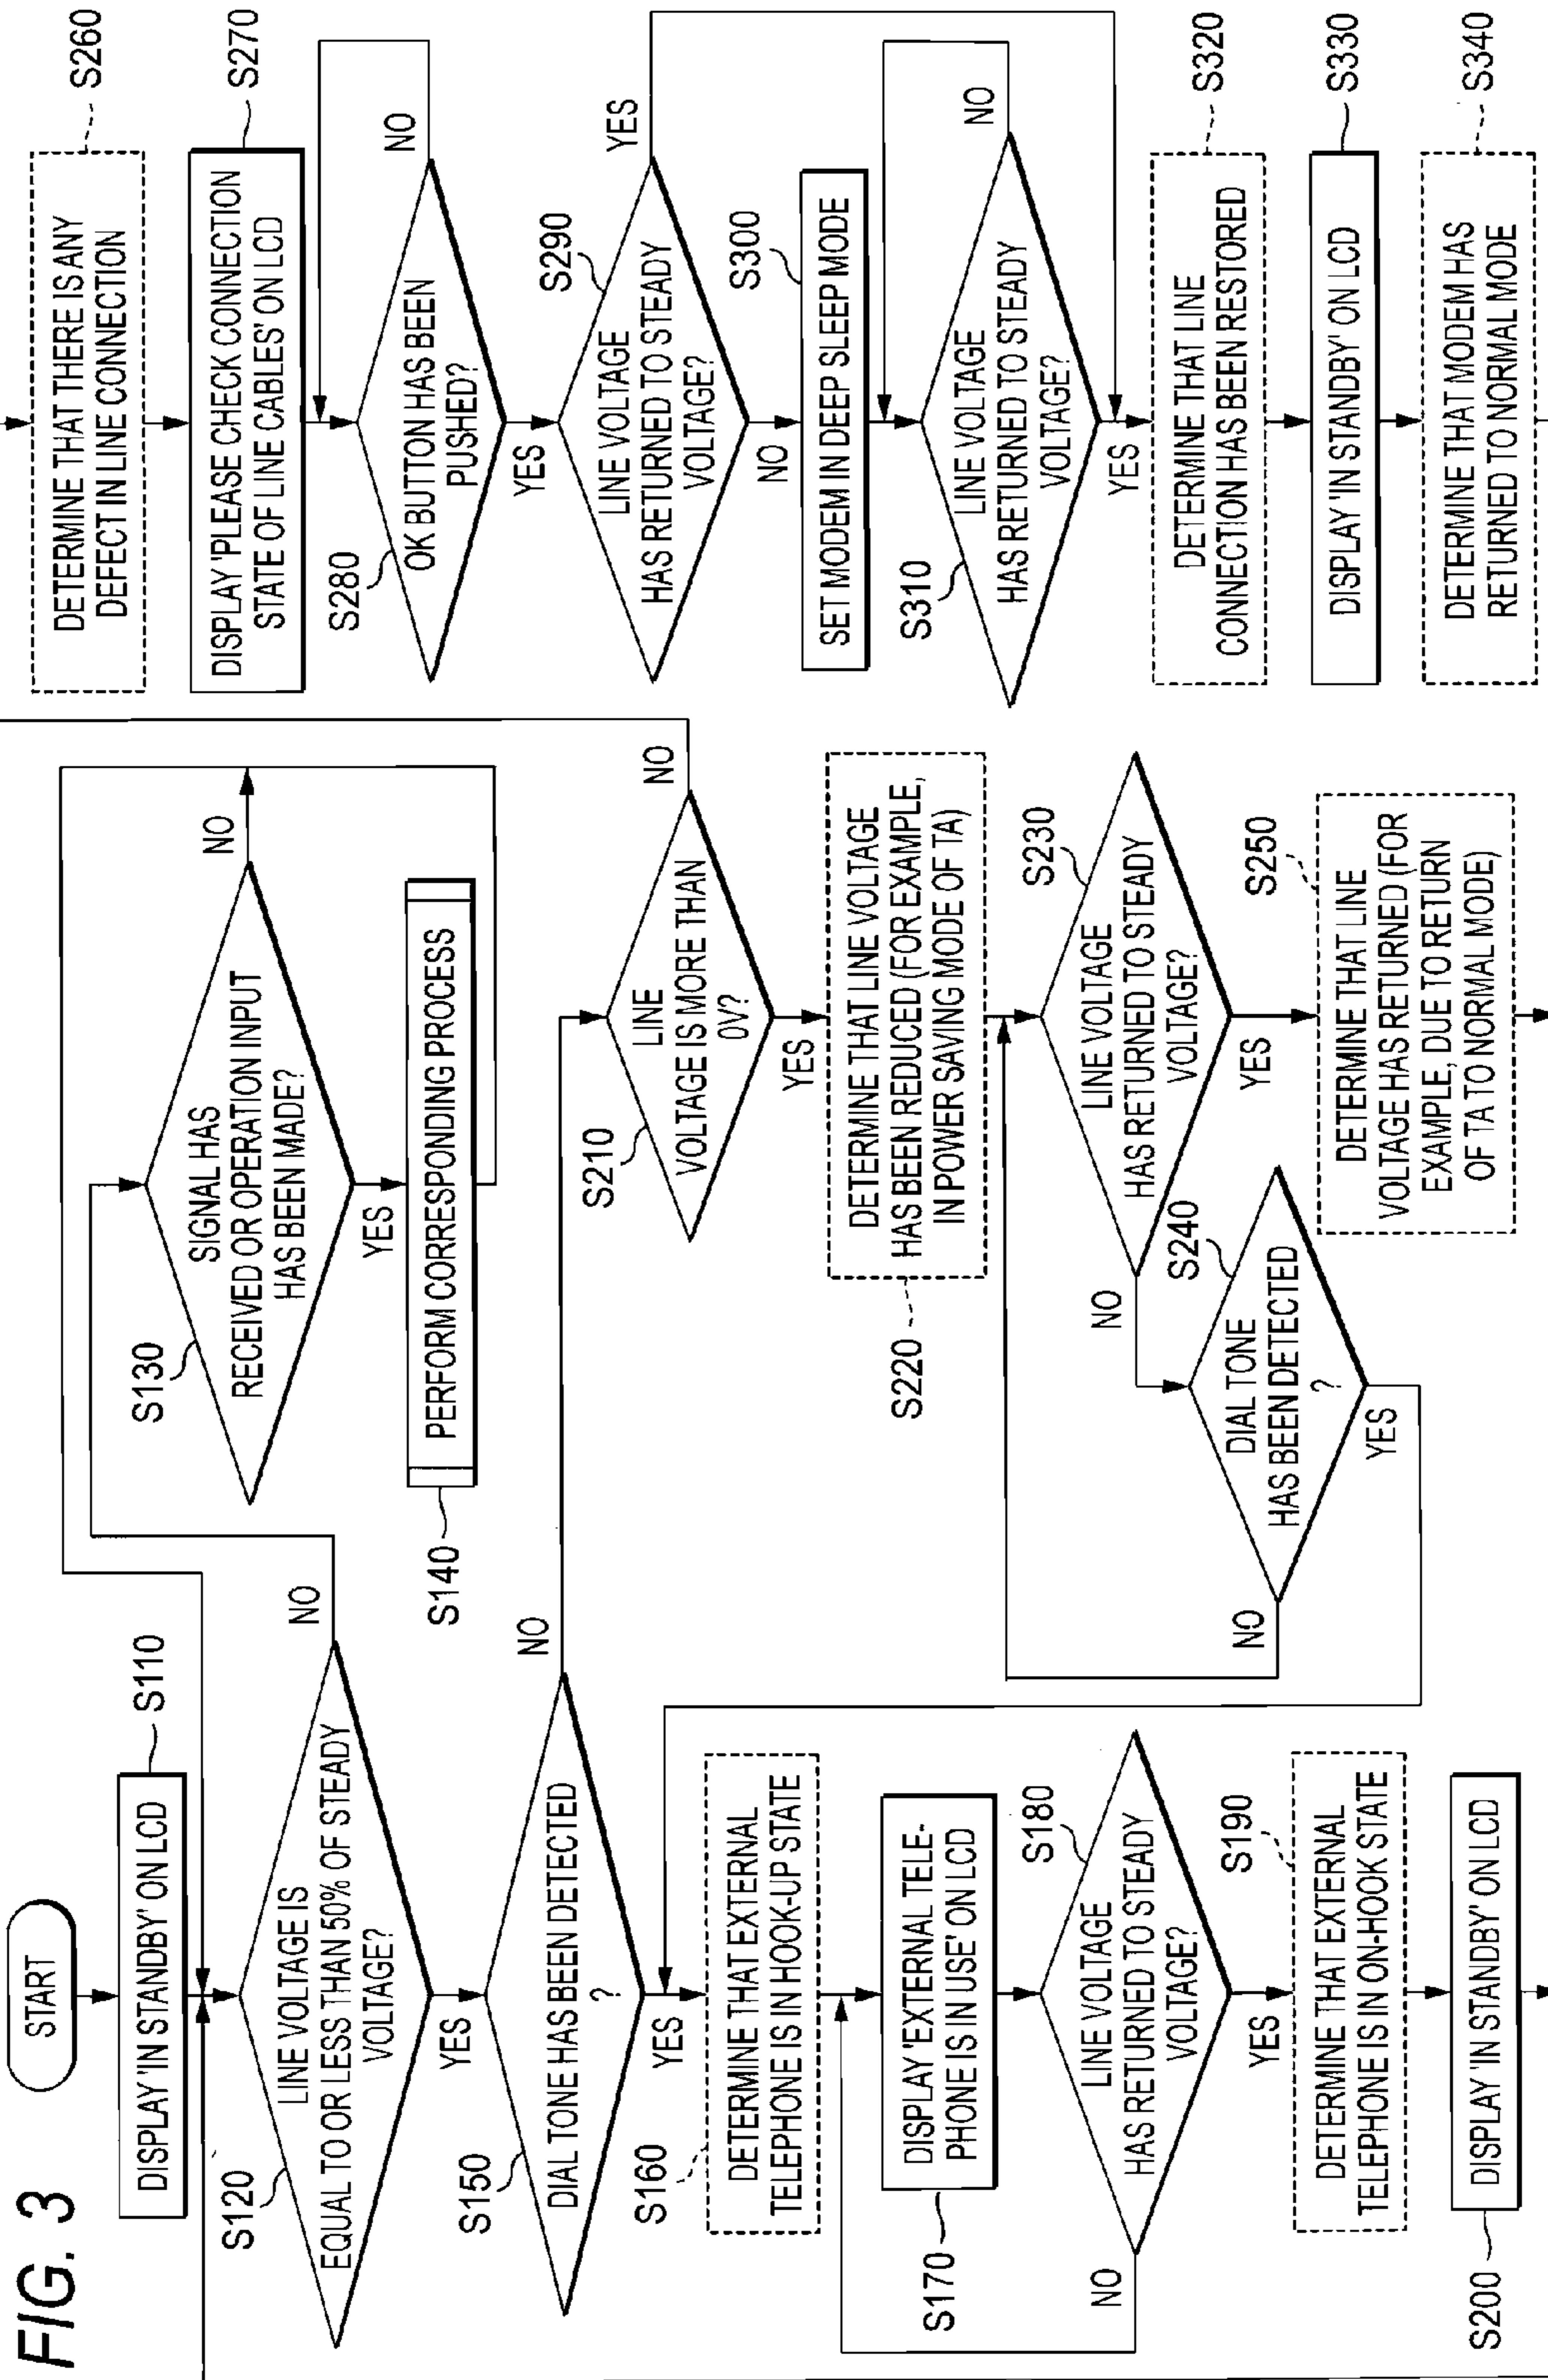 FIG. 3
START
DISPLAY 'IN STANDBY' ON LCD
S110
S120
LINE VOLTAGE IS
EQUAL TO OR LESS THAN 50% OF STEADY
VOLTAGE?
NO
YES
S130
SIGNAL HAS
RECEIVED OR OPERATION INPUT
HAS BEEN MADE?
NO
YES
S140
PERFORM CORRESPONDING PROCESS
S150
DIAL TONE HAS BEEN DETECTED
?
NO
YES
S160
DETERMINE THAT EXTERNAL
TELEPHONE IS IN HOOK-UP STATE
S170
DISPLAY 'EXTERNAL TELE-
PHONE IS IN USE' ON LCD
S180
LINE VOLTAGE
HAS RETURNED TO STEADY
VOLTAGE?
NO
YES
S190
DETERMINE THAT EXTERNAL
TELEPHONE IS IN ON-HOOK STATE
S200
DISPLAY 'IN STANDBY' ON LCD
S210
LINE
VOLTAGE IS MORE THAN
0V?
NO
YES
S220
DETERMINE THAT LINE VOLTAGE
HAS BEEN REDUCED (FOR EXAMPLE,
IN POWER SAVING MODE OF TA)
S230
LINE VOLTAGE
HAS RETURNED TO STEADY
VOLTAGE?
NO
YES
S240
DIAL TONE
HAS BEEN DETECTED
?
NO
YES
S250
DETERMINE THAT LINE
VOLTAGE HAS RETURNED (FOR
EXAMPLE, DUE TO RETURN
OF TA TO NORMAL MODE)
S260
DETERMINE THAT THERE IS ANY
DEFECT IN LINE CONNECTION
S270
DISPLAY 'PLEASE CHECK CONNECTION
STATE OF LINE CABLES' ON LCD
S280
OK BUTTON HAS BEEN
PUSHED?
NO
YES
S290
LINE VOLTAGE
HAS RETURNED TO STEADY
VOLTAGE?
YES
NO
S300
SET MODEM IN DEEP SLEEP MODE
S310
LINE VOLTAGE
HAS RETURNED TO STEADY
VOLTAGE?
NO
YES
S320
DETERMINE THAT LINE
CONNECTION HAS BEEN RESTORED
S330
DISPLAY 'IN STANDBY' ON LCD
S340
DETERMINE THAT MODEM HAS
RETURNED TO NORMAL MODE